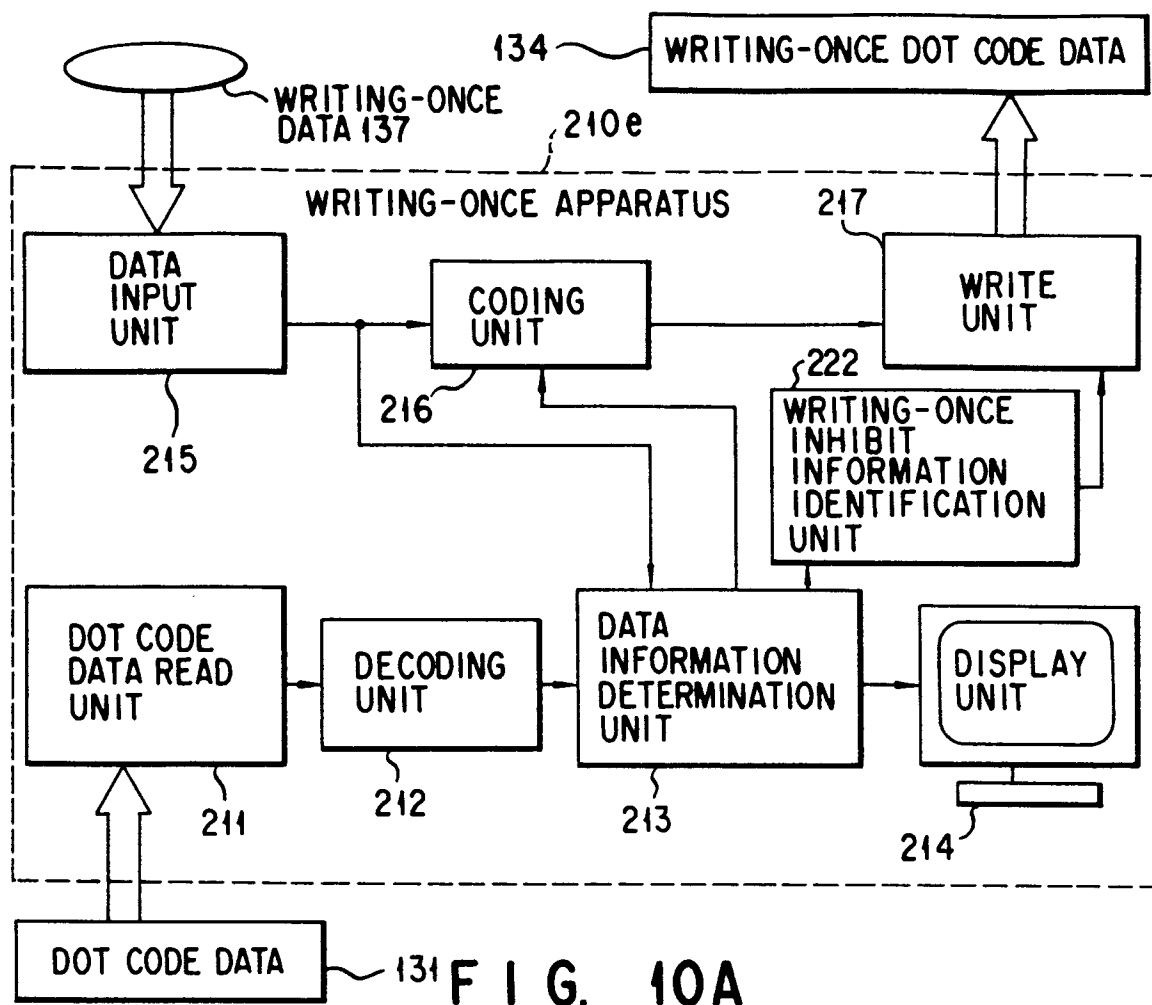 134
WRITING-ONCE DOT CODE DATA
WRITING-ONCE
DATA 137
210e
WRITING-ONCE APPARATUS
217
DATA
INPUT
UNIT
CODING
UNIT
WRITE
UNIT
215
216
222
WRITING-ONCE
INHIBIT
INFORMATION
IDENTIFICATION
UNIT
DOT CODE
DATA READ
UNIT
DECODING
UNIT
DATA
INFORMATION
DETERMINATION
UNIT
DISPLAY
UNIT
211
212
213
214
DOT CODE DATA
131
FIG. 10A